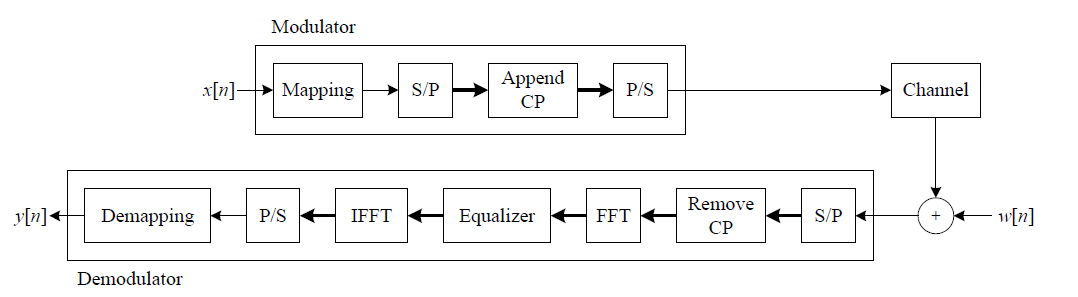 Modulator
x[n]
Mapping
S/P
Append
CP
P/S
Channel
y[n]
Demapping
P/S
IFFT
Equalizer
FFT
Remove
CP
S/P
+
w[n]
Demodulator